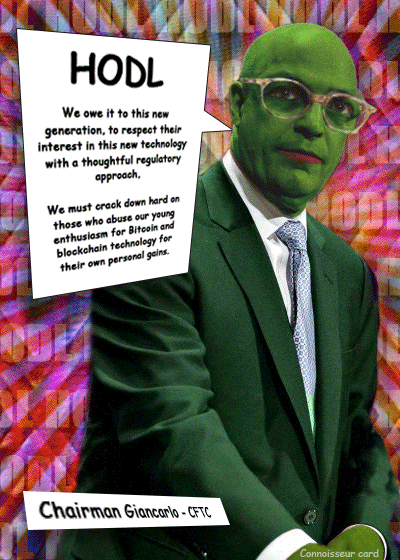 HODL
We owe it to this new
generation, to respect their
interest in this new technology
with a thoughtful regulatory
approach,
We must crack down hard on
those who abuse our young
enthusiasm for Bitcoin and
blockchain technology for
their own personal gains.
Chairman Giancarlo - CFTC
Connoisseur card